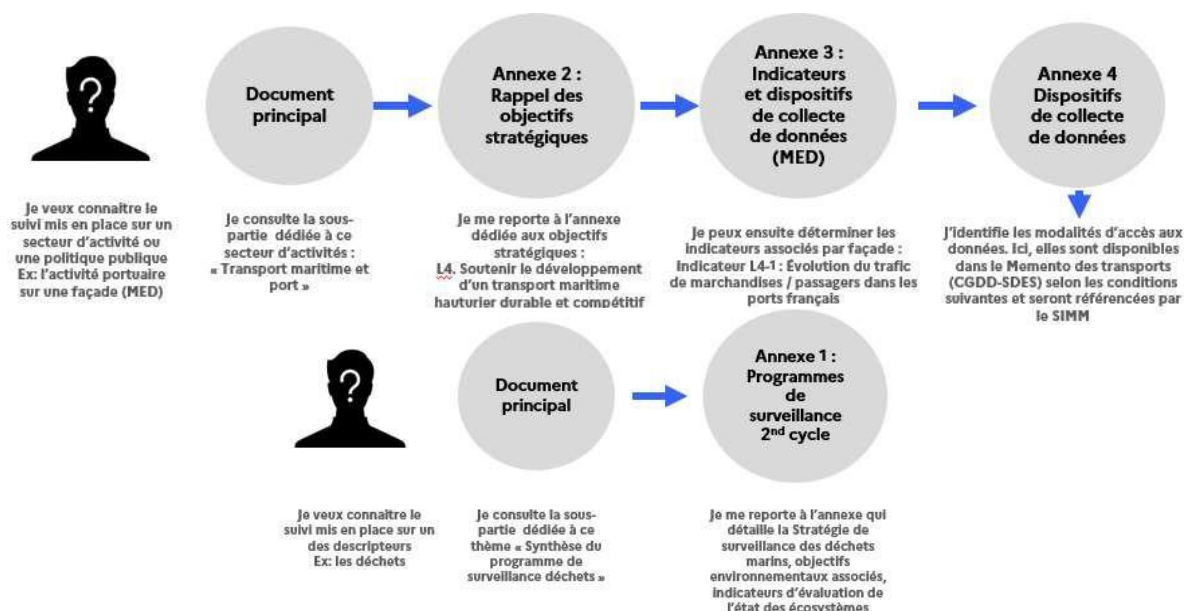 ?
Document
principal
Annexe 2 :
Rappel des
objectifs
stratégiques
Annexe 3 :
Indicateurs
et dispositifs
de collecte
de données
(MED)
Annexe 4
Dispositifs
de collecte
de données
Je veux connaitre le
suivi mis en place sur un
secteur d'activité ou
une politique publique
Ex: l'activité portuaire
sur une façade (MED)
Je consulte la sous-
partie dédiée à ce
secteur d'activités :
« Transport maritime et
port »
Je me reporte à l'annexe
dédiée aux objectifs
stratégiques :
L4. Soutenir le développement
d'un transport maritime
hauturier durable et compétitif
Je peux ensuite déterminer les
indicateurs associés par façade :
Indicateur L4-1 : Évolution du trafic
de marchandises / passagers dans les
ports français
J'identifie les modalités d'accès aux
données. Ici, elles sont disponibles
dans le Memento des transports
(CGDD-SDES) selon les conditions
suivantes et seront référencées par
le SIMM
?
Document
principal
Annexe 1 :
Programmes
de
surveillance
2nd cycle
Je veux connaitre le
suivi mis en place sur un
des descripteurs
Ex: les déchets
Je consulte la sous-
partie dédiée à ce
thème « Synthèse du
programme de
surveillance déchets »
Je me reporte à l'annexe qui
détaille la Stratégie de
surveillance des déchets
marins, objectifs
environnementaux associés,
indicateurs d'évaluation de
l'état des écosystèmes